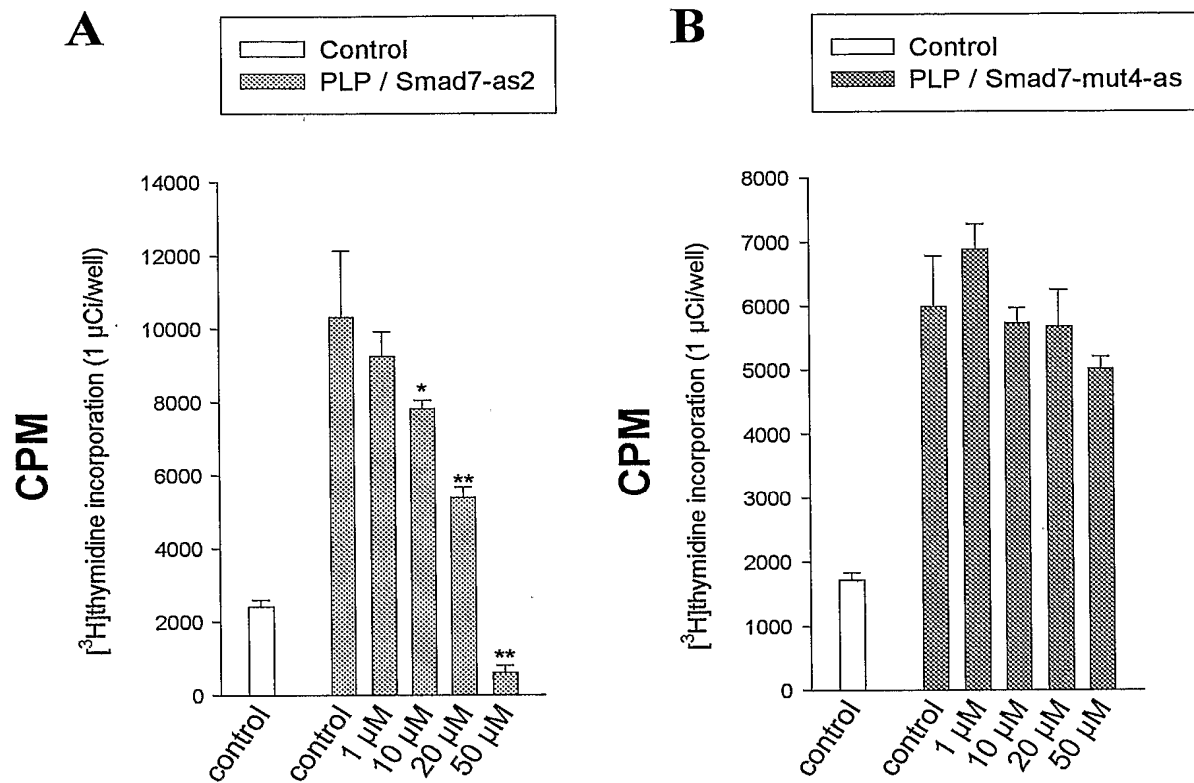 A
Control
PLP / Smad7-as2
CPM
[³H]thymidine incorporation (1 µCi/well)
14000
12000
10000
8000
6000
4000
2000
0
*
**
**
control
control
1 µM
10 µM
20 µM
50 µM
B
Control
PLP / Smad7-mut4-as
CPM
[³H]thymidine incorporation (1 µCi/well)
8000
7000
6000
5000
4000
3000
2000
1000
0
control
control
1 µM
10 µM
20 µM
50 µM